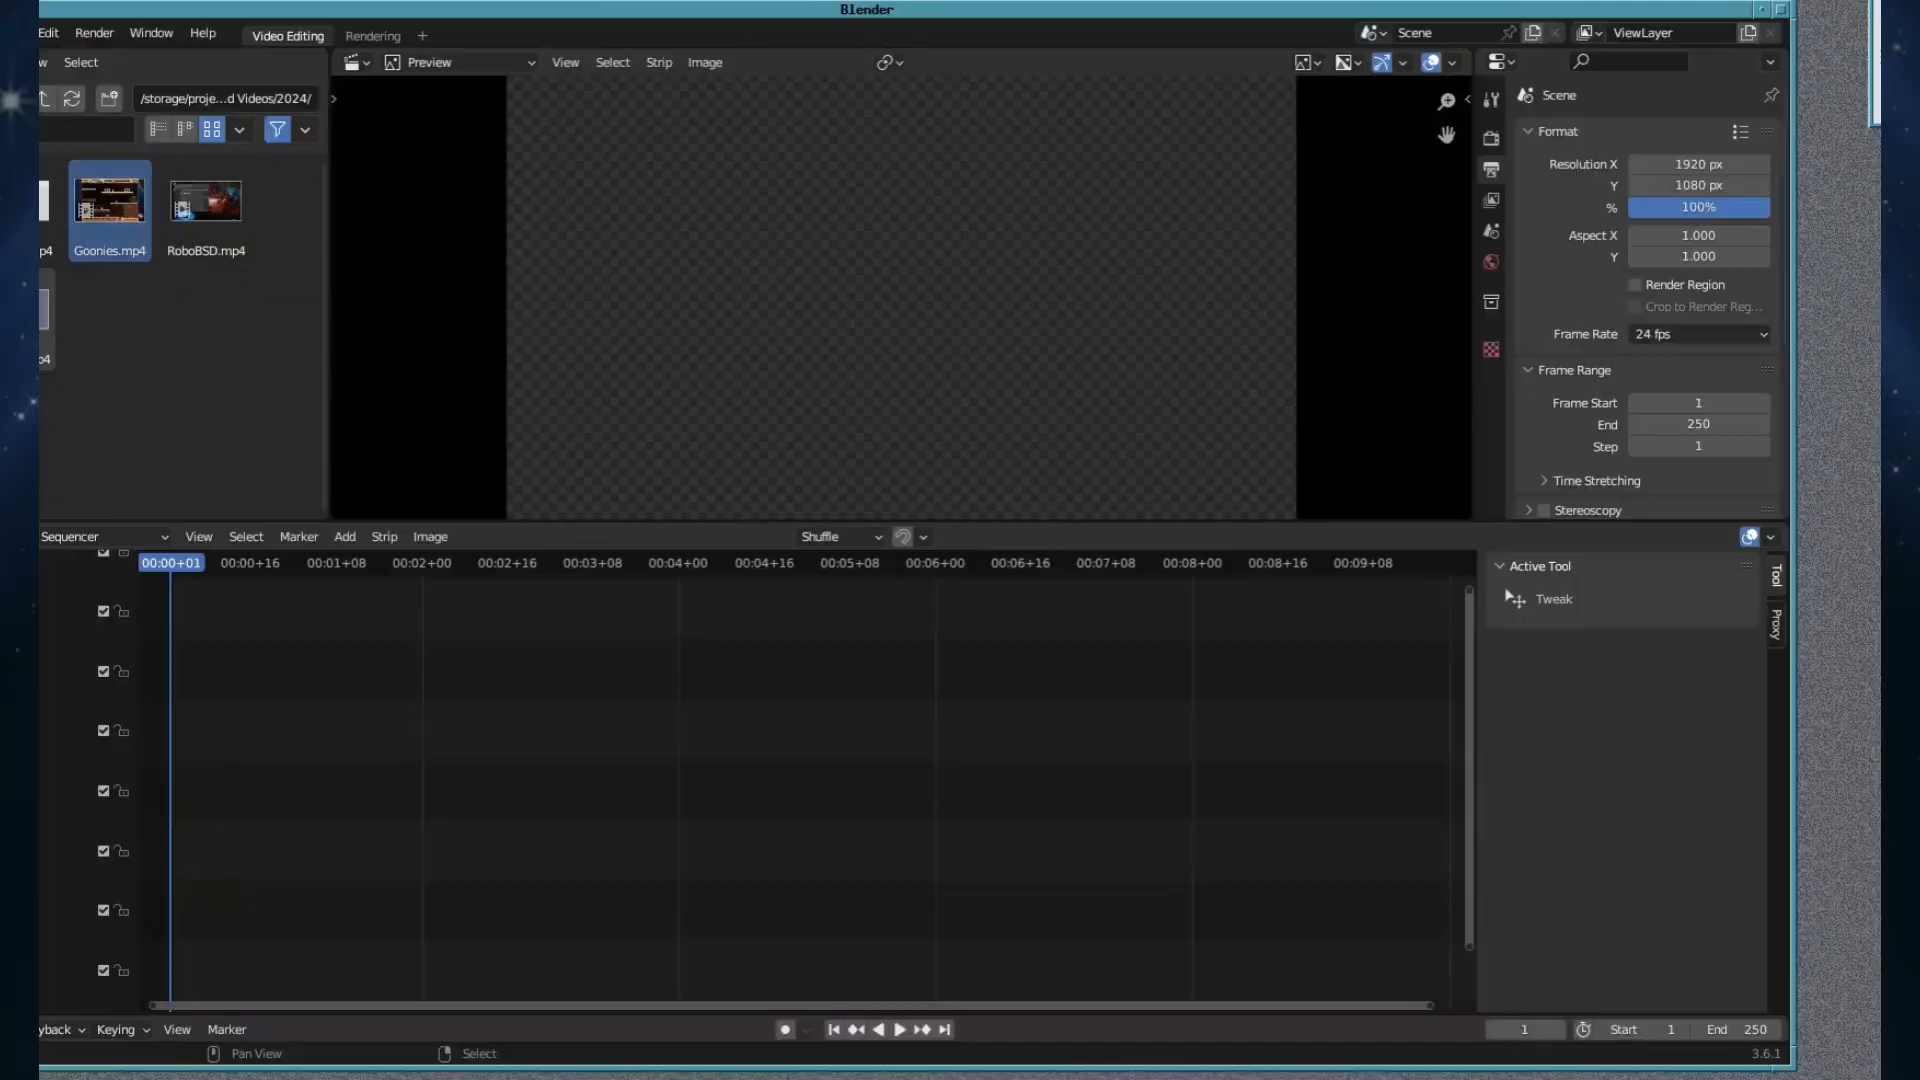 Blender
Edit Render Window Help Video Editing Rendering + Scene ViewLayer
w Select Preview View Select Strip Image
/storage/proje...d Videos/2024/
Scene
Format
Resolution X 1920 px
Y 1080 px
% 100%
Aspect X 1.000
Y 1.000
p4 Goonies.mp4 RoboBSD.mp4
Render Region
Crop to Render Reg...
Frame Rate 24 fps
o4
Frame Range
Frame Start 1
End 250
Step 1
Time Stretching
Stereoscopy
Sequencer View Select Marker Add Strip Image Shuffle
00:00+01 00:00+16 00:01+08 00:02+00 00:02+16 00:03+08 00:04+00 00:04+16 00:05+08 00:06+00 00:06+16 00:07+08 00:08+00 00:08+16 00:09+08
Active Tool
Tweak
Tool
Proxy
yback Keying View Marker 1 Start 1 End 250
Pan View Select 3.6.1